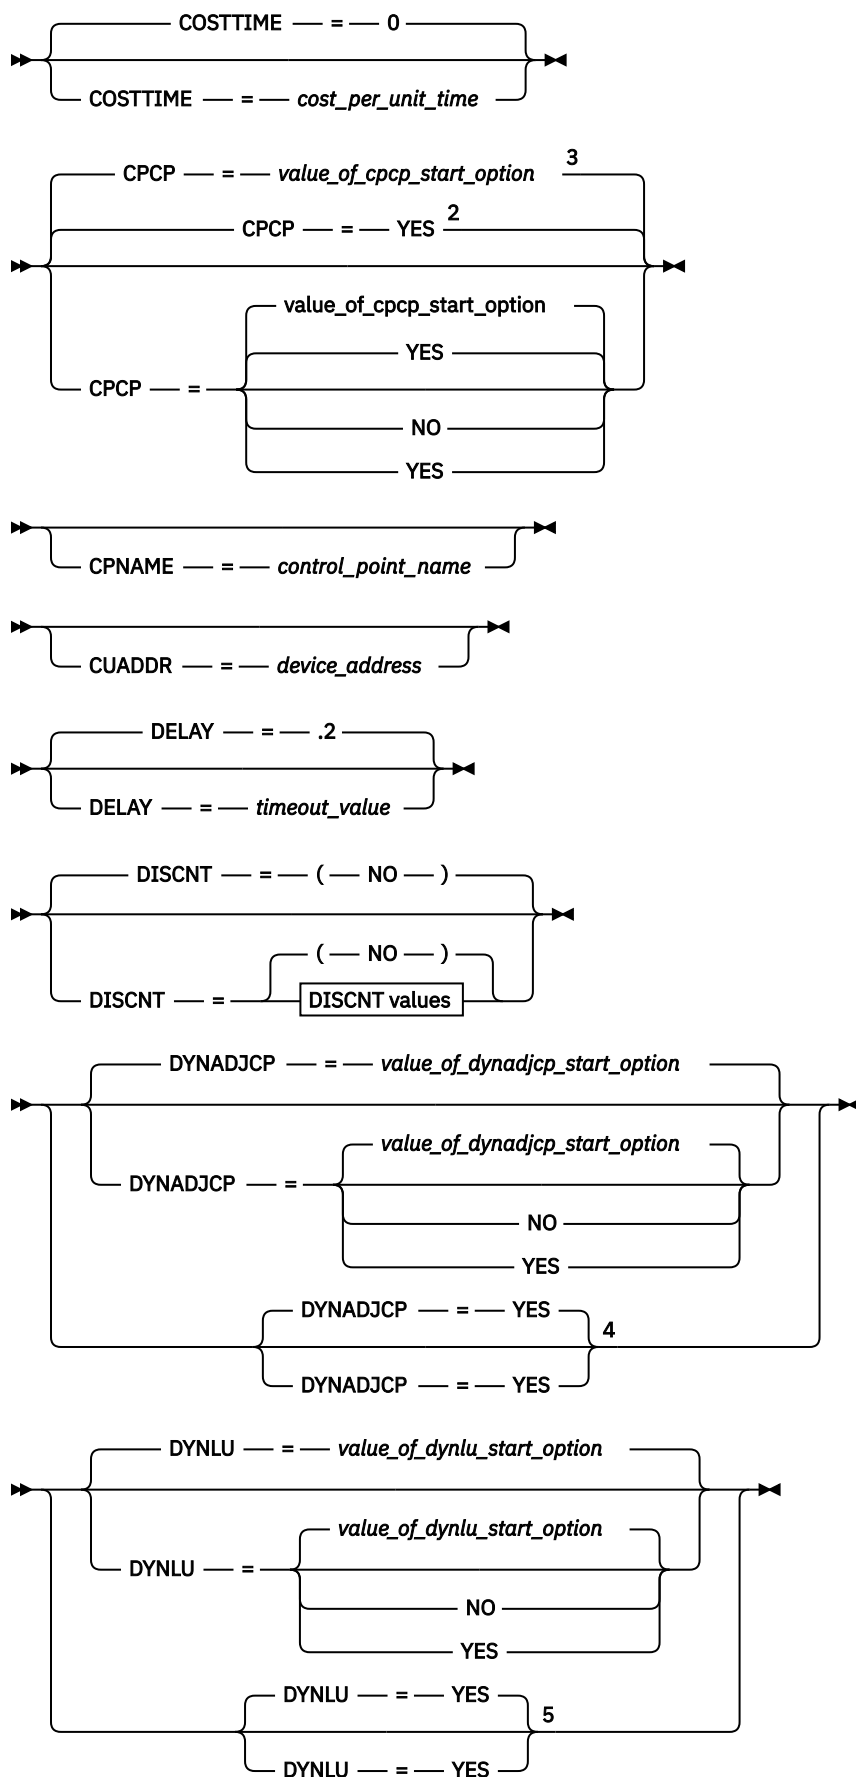 COSTTIME = 0
COSTTIME = cost_per_unit_time
CPCP = value_of_cpcp_start_option 3
CPCP = YES 2
value_of_cpcp_start_option
YES
CPCP =
NO
YES
CPNAME = control_point_name
CUADDR = device_address
DELAY = .2
DELAY = timeout_value
DISCNT = ( NO )
( NO )
DISCNT = DISCNT values
DYNADJCP = value_of_dynadjcp_start_option
value_of_dynadjcp_start_option
DYNADJCP =
NO
YES
DYNADJCP = YES
4
DYNADJCP = YES
DYNLU = value_of_dynlu_start_option
value_of_dynlu_start_option
DYNLU =
NO
YES
DYNLU = YES
5
DYNLU = YES